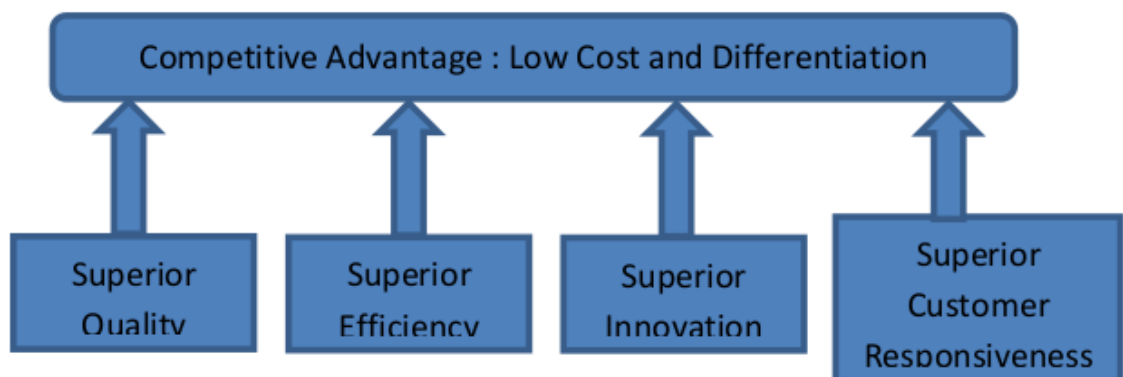 Competitive Advantage : Low Cost and Differentiation
Superior
Quality
Superior
Efficiency
Superior
Innovation
Superior
Customer
Responsiveness